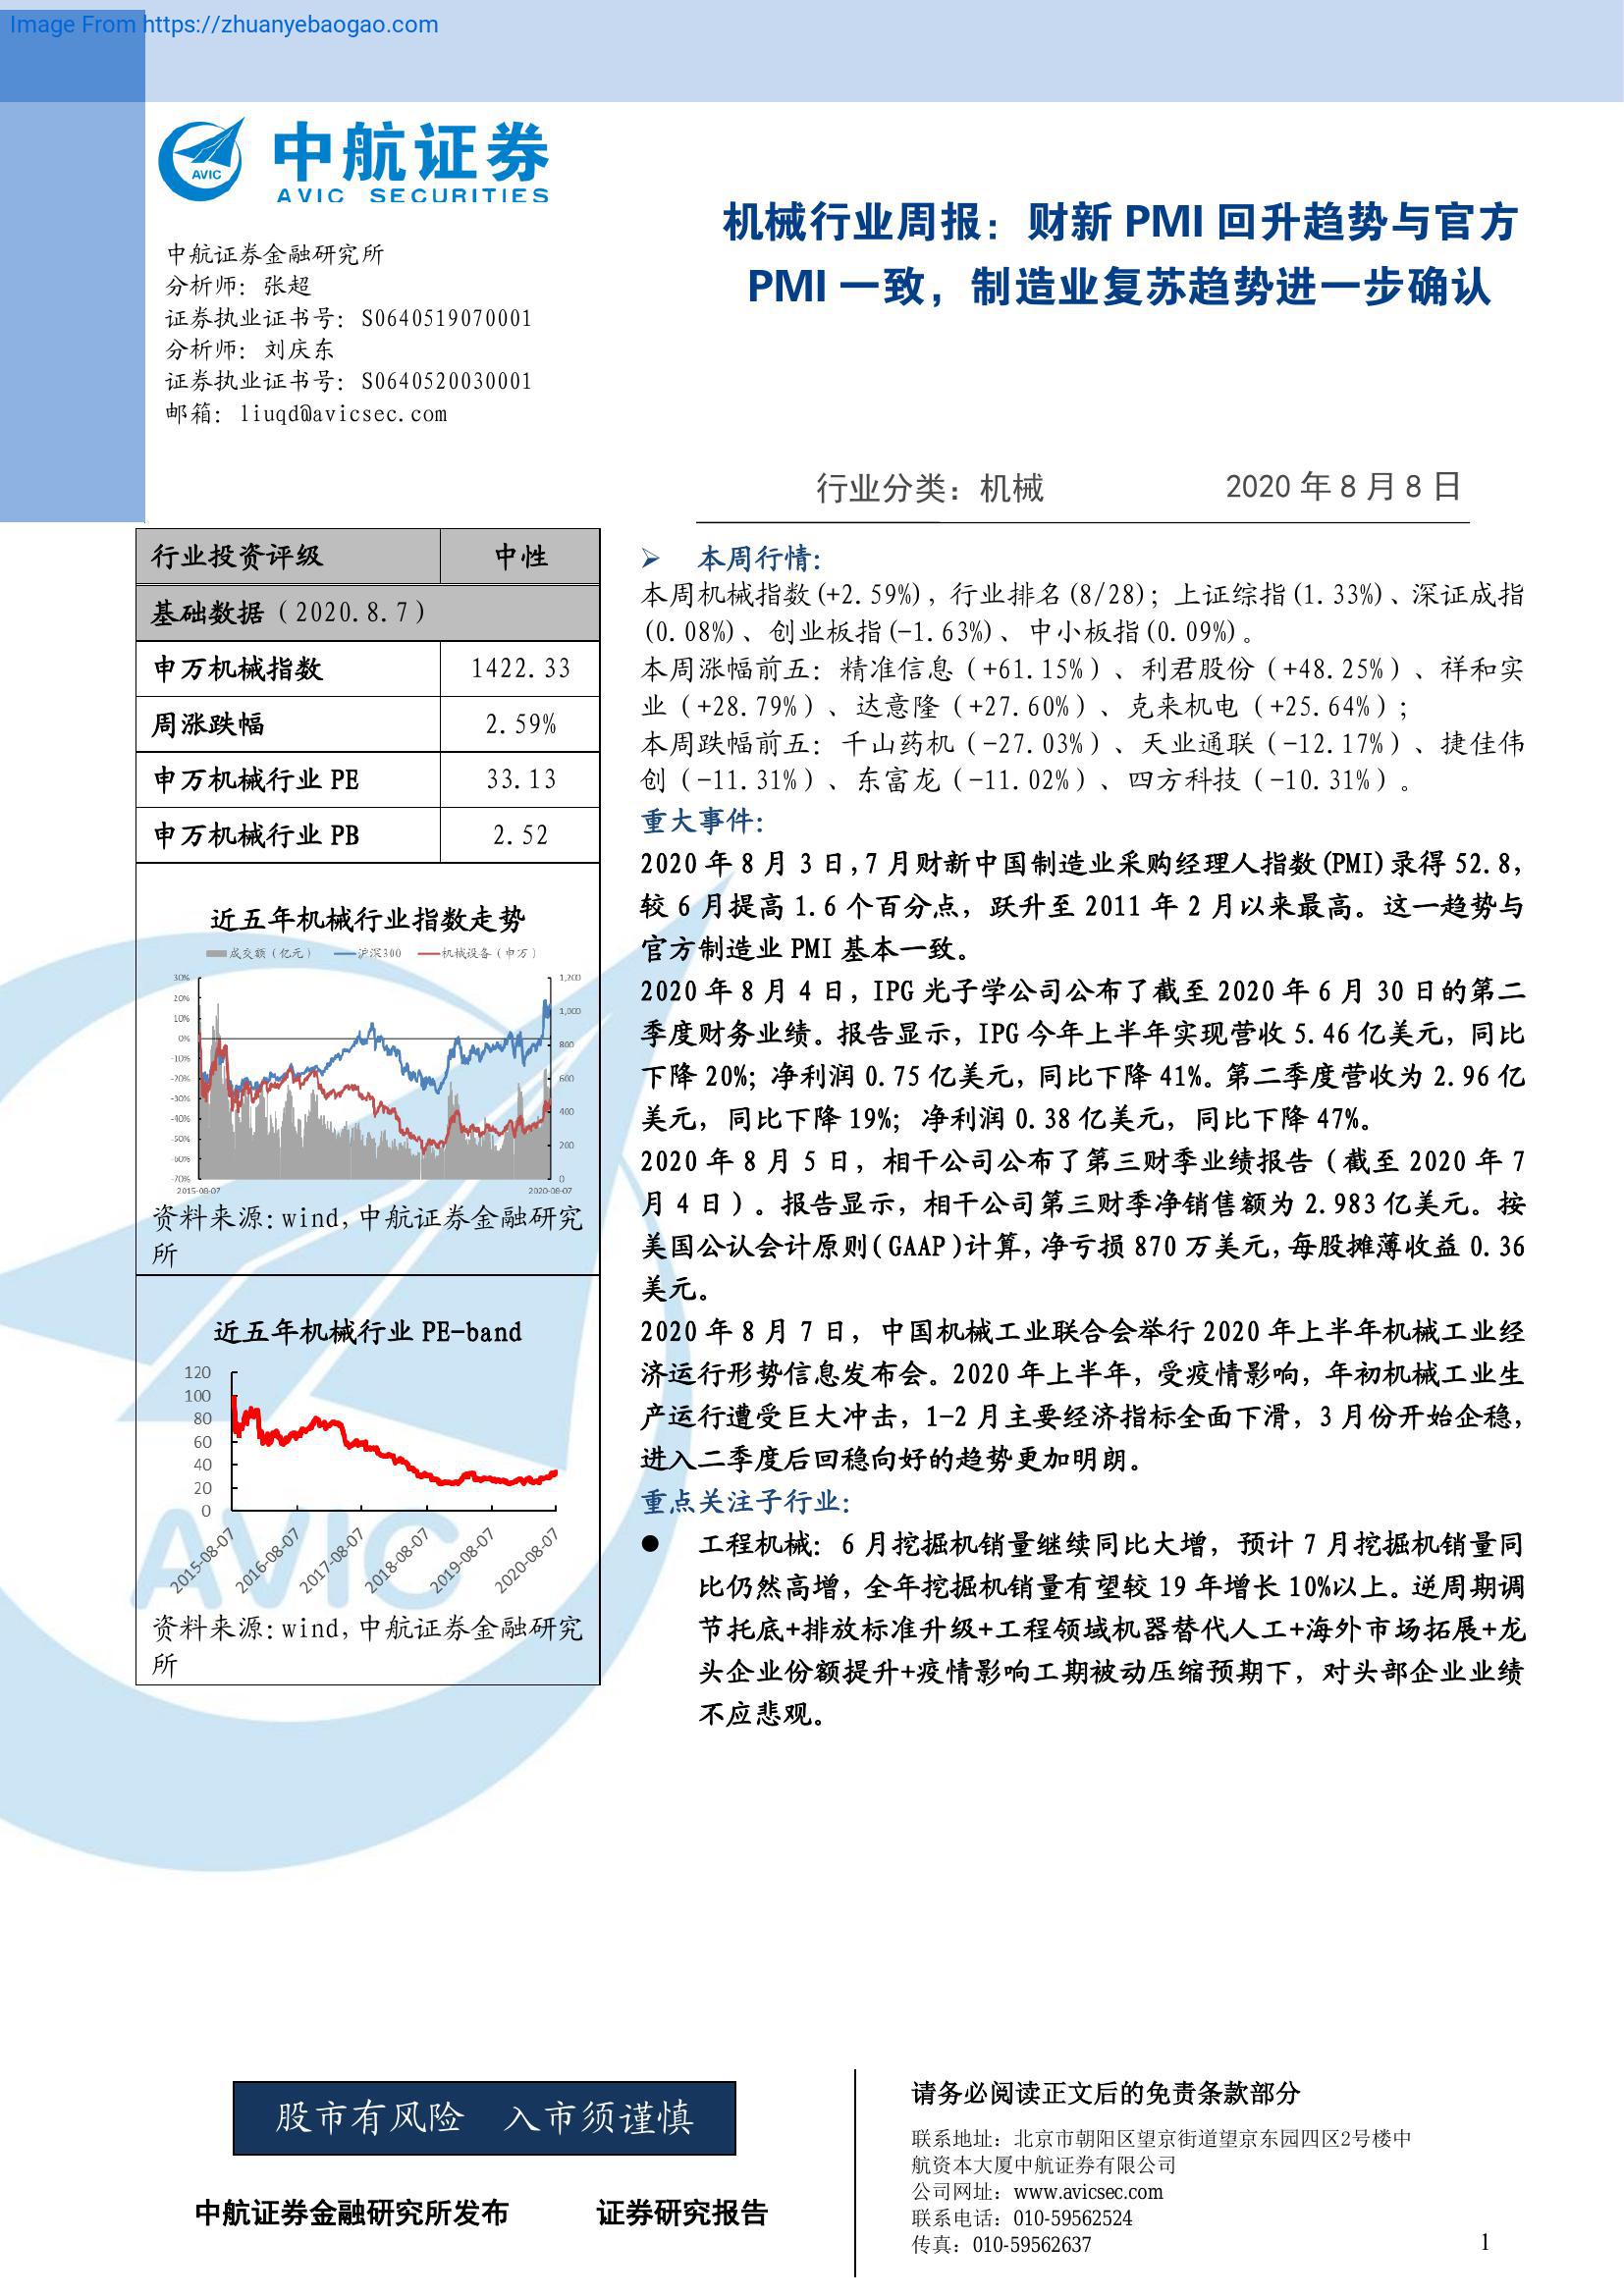 Image From https://zhuanyebaogao.com
中航证券
AVIC SECURITIES
AVIC
中航证券金融研究所
分析师：张超
证券执业证书号：S0640519070001
分析师：刘庆东
证券执业证书号：S0640520030001
邮箱：liuqd@avicsec.com
机械行业周报：财新 PMI 回升趋势与官方
PMI 一致，制造业复苏趋势进一步确认
行业分类：机械 2020 年 8 月 8 日
行业投资评级 中性
基础数据（2020.8.7）
申万机械指数 1422.33
周涨跌幅 2.59%
申万机械行业 PE 33.13
申万机械行业 PB 2.52
近五年机械行业指数走势
成交额（亿元） 沪深300 机械设备（申万）
30%
20%
10%
0%
-10%
-20%
-30%
-40%
-50%
-60%
-70%
1,200
1,000
800
600
400
200
0
2015-08-07 2020-08-07
资料来源：wind，中航证券金融研究
所
近五年机械行业 PE-band
120
100
80
60
40
20
0
2015-08-07
2016-08-07
2017-08-07
2018-08-07
2019-08-07
2020-08-07
AVIC
资料来源：wind，中航证券金融研究
所
➢ 本周行情：
本周机械指数(+2.59%)，行业排名(8/28)；上证综指(1.33%)、深证成指
(0.08%)、创业板指(-1.63%)、中小板指(0.09%)。
本周涨幅前五：精准信息（+61.15%）、利君股份（+48.25%）、祥和实
业（+28.79%）、达意隆（+27.60%）、克来机电（+25.64%）；
本周跌幅前五：千山药机（-27.03%）、天业通联（-12.17%）、捷佳伟
创（-11.31%）、东富龙（-11.02%）、四方科技（-10.31%）。
重大事件：
2020 年 8 月 3 日，7 月财新中国制造业采购经理人指数(PMI)录得 52.8，
较 6 月提高 1.6 个百分点，跃升至 2011 年 2 月以来最高。这一趋势与
官方制造业 PMI 基本一致。
2020 年 8 月 4 日，IPG 光子学公司公布了截至 2020 年 6 月 30 日的第二
季度财务业绩。报告显示，IPG 今年上半年实现营收 5.46 亿美元，同比
下降 20%；净利润 0.75 亿美元，同比下降 41%。第二季度营收为 2.96 亿
美元，同比下降 19%；净利润 0.38 亿美元，同比下降 47%。
2020 年 8 月 5 日，相干公司公布了第三财季业绩报告（截至 2020 年 7
月 4 日）。报告显示，相干公司第三财季净销售额为 2.983 亿美元。按
美国公认会计原则(GAAP)计算，净亏损 870 万美元，每股摊薄收益 0.36
美元。
2020 年 8 月 7 日，中国机械工业联合会举行 2020 年上半年机械工业经
济运行形势信息发布会。2020 年上半年，受疫情影响，年初机械工业生
产运行遭受巨大冲击，1-2 月主要经济指标全面下滑，3 月份开始企稳，
进入二季度后回稳向好的趋势更加明朗。
重点关注子行业：
● 工程机械：6 月挖掘机销量继续同比大增，预计 7 月挖掘机销量同
比仍然高增，全年挖掘机销量有望较 19 年增长 10%以上。逆周期调
节托底+排放标准升级+工程领域机器替代人工+海外市场拓展+龙
头企业份额提升+疫情影响工期被动压缩预期下，对头部企业业绩
不应悲观。
股市有风险 入市须谨慎
中航证券金融研究所发布 证券研究报告
请务必阅读正文后的免责条款部分
联系地址：北京市朝阳区望京街道望京东园四区2号楼中
航资本大厦中航证券有限公司
公司网址：www.avicsec.com
联系电话：010-59562524
传真：010-59562637
1